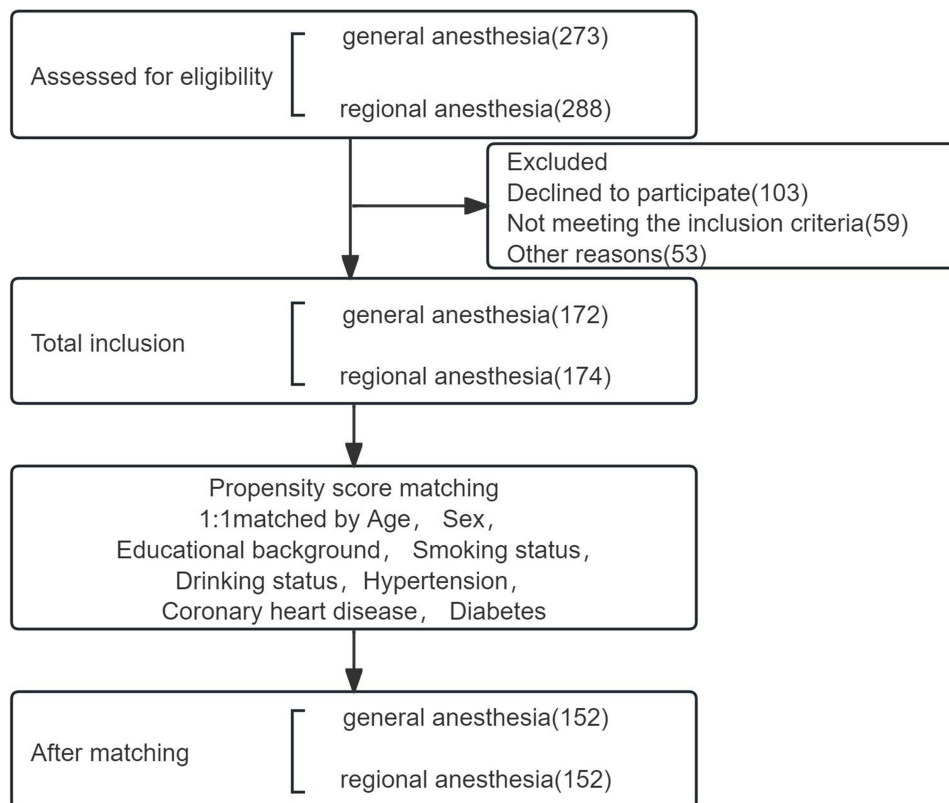 general anesthesia(273)
Assessed for eligibility
regional anesthesia(288)
Excluded
Declined to participate(103)
Not meeting the inclusion criteria(59)
Other reasons(53)
general anesthesia(172)
Total inclusion
regional anesthesia(174)
Propensity score matching
1:1matched by Age， Sex，
Educational background， Smoking status，
Drinking status，Hypertension，
Coronary heart disease， Diabetes
general anesthesia(152)
After matching
regional anesthesia(152)